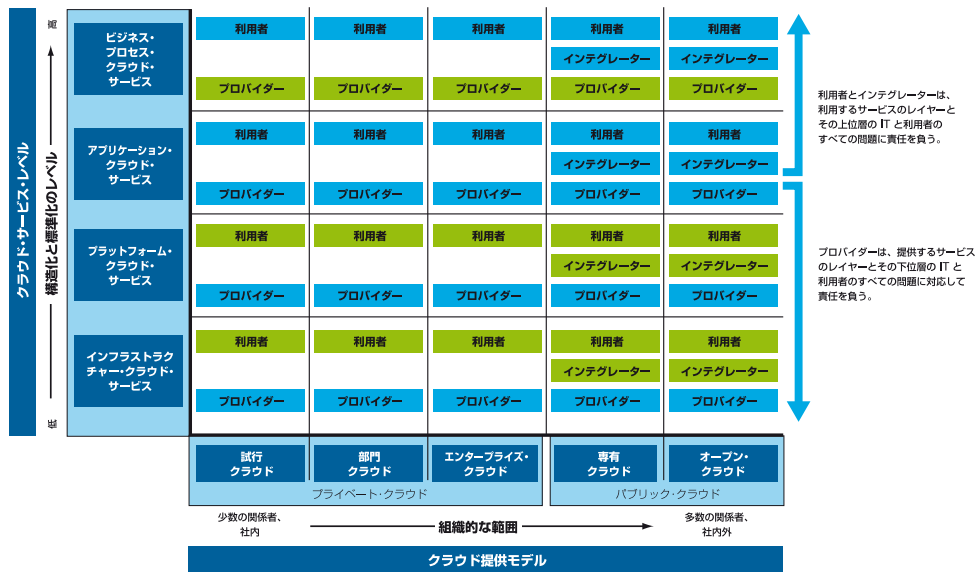 クラウド・サービス・レベル
構造化と標準化のレベル
高
低
ビジネス・
プロセス・
クラウド・
サービス
利用者 利用者 利用者 利用者 利用者
インテグレーター インテグレーター
プロバイダー プロバイダー プロバイダー プロバイダー プロバイダー
アプリケーション・
クラウド・
サービス
利用者 利用者 利用者 利用者 利用者
インテグレーター インテグレーター
プロバイダー プロバイダー プロバイダー プロバイダー プロバイダー
プラットフォーム・
クラウド・
サービス
利用者 利用者 利用者 利用者 利用者
インテグレーター インテグレーター
プロバイダー プロバイダー プロバイダー プロバイダー プロバイダー
インフラストラク
チャー・クラウド・
サービス
利用者 利用者 利用者 利用者 利用者
インテグレーター インテグレーター
プロバイダー プロバイダー プロバイダー プロバイダー プロバイダー
利用者とインテグレーターは、
利用するサービスのレイヤーと
その上位層の IT と利用者の
すべての問題に責任を負う。
プロバイダーは、提供するサービス
のレイヤーとその下位層の IT と
利用者のすべての問題に対応して
責任を負う。
試行
クラウド
部門
クラウド
エンタープライズ・
クラウド
専有
クラウド
オープン・
クラウド
プライベート・クラウド
パブリック・クラウド
少数の関係者、
社内
組織的な範囲
多数の関係者、
社内外
クラウド提供モデル